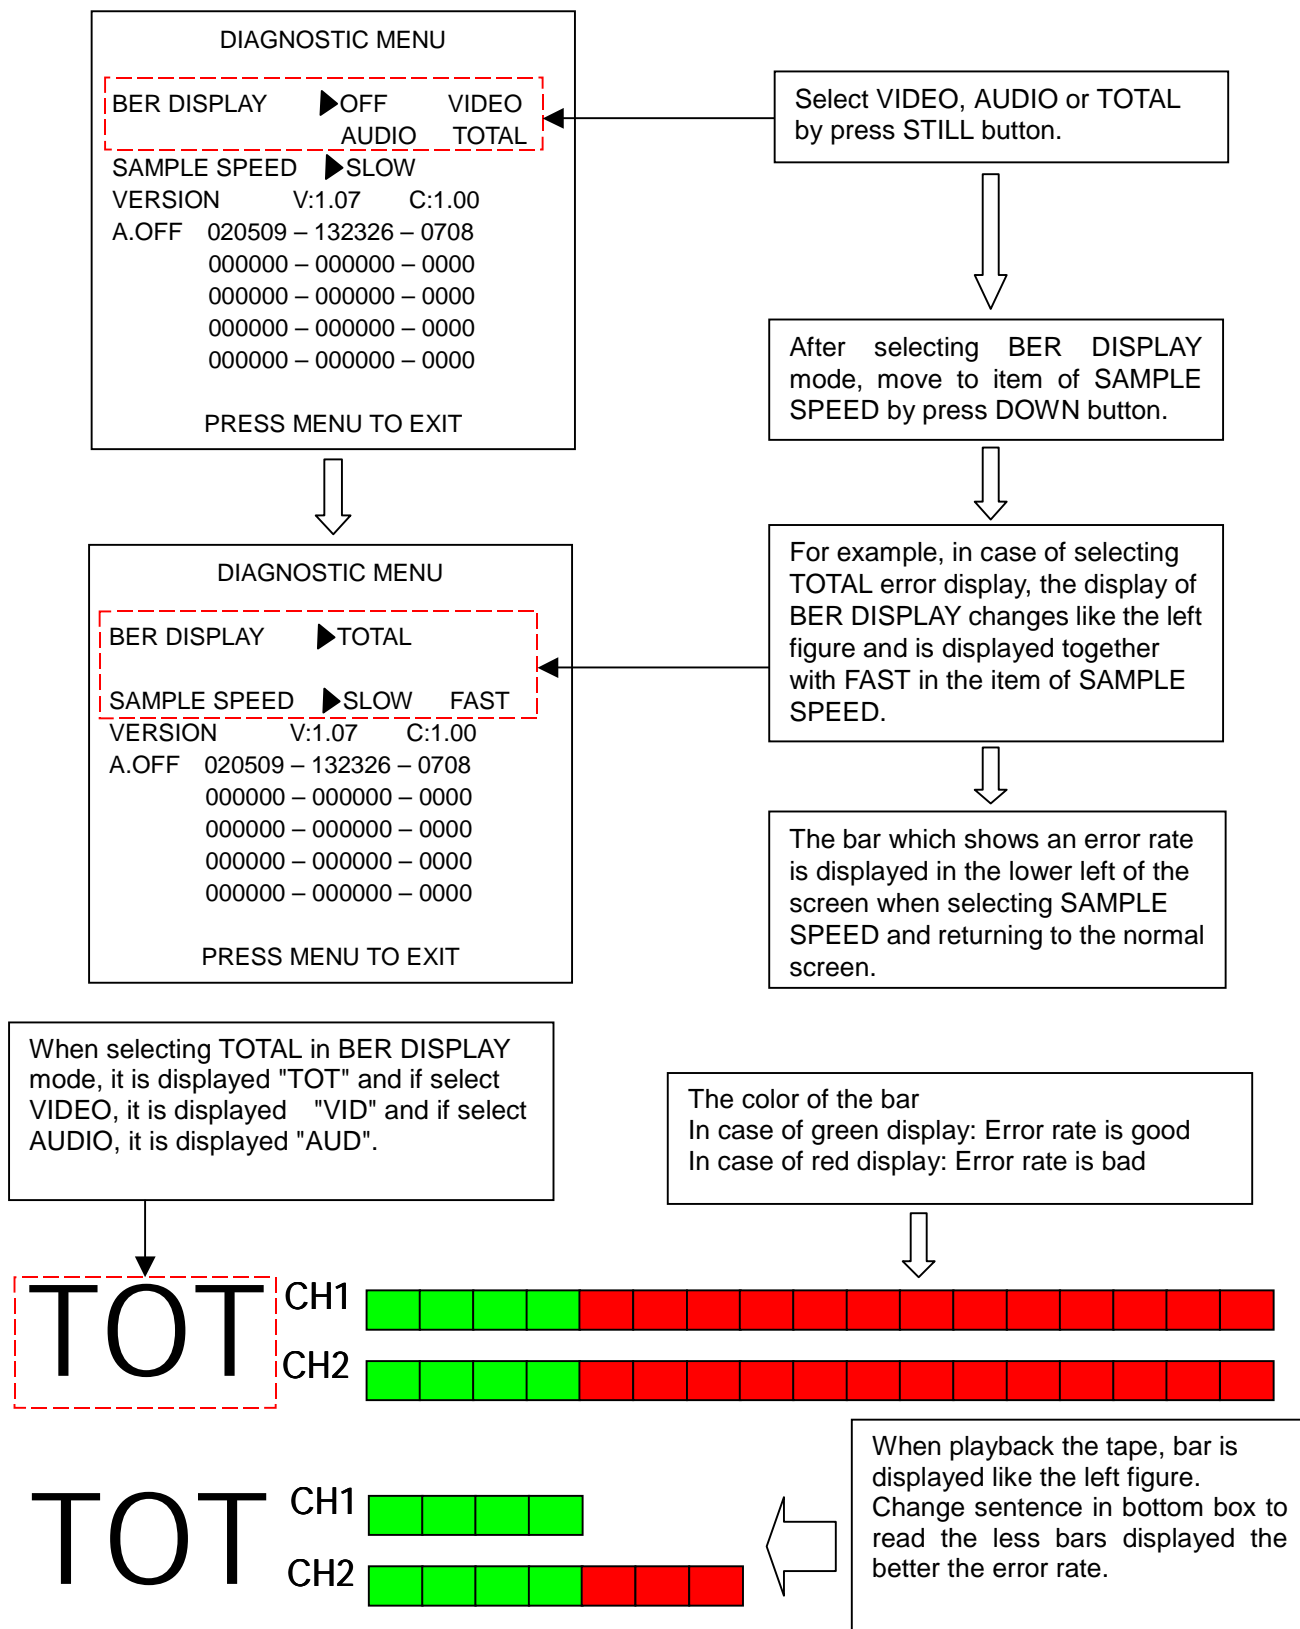 DIAGNOSTIC MENU
BER DISPLAY ▶OFF VIDEO
AUDIO TOTAL
SAMPLE SPEED ▶SLOW
VERSION V:1.07 C:1.00
A.OFF 020509 – 132326 – 0708
000000 – 000000 – 0000
000000 – 000000 – 0000
000000 – 000000 – 0000
000000 – 000000 – 0000
PRESS MENU TO EXIT
Select VIDEO, AUDIO or TOTAL
by press STILL button.
After selecting BER DISPLAY
mode, move to item of SAMPLE
SPEED by press DOWN button.
DIAGNOSTIC MENU
BER DISPLAY ▶TOTAL
SAMPLE SPEED ▶SLOW FAST
VERSION V:1.07 C:1.00
A.OFF 020509 – 132326 – 0708
000000 – 000000 – 0000
000000 – 000000 – 0000
000000 – 000000 – 0000
000000 – 000000 – 0000
PRESS MENU TO EXIT
For example, in case of selecting
TOTAL error display, the display of
BER DISPLAY changes like the left
figure and is displayed together
with FAST in the item of SAMPLE
SPEED.
The bar which shows an error rate
is displayed in the lower left of the
screen when selecting SAMPLE
SPEED and returning to the normal
screen.
When selecting TOTAL in BER DISPLAY
mode, it is displayed "TOT" and if select
VIDEO, it is displayed "VID" and if select
AUDIO, it is displayed "AUD".
The color of the bar
In case of green display: Error rate is good
In case of red display: Error rate is bad
TOT
CH1
CH2
TOT
CH1
CH2
When playback the tape, bar is
displayed like the left figure.
Change sentence in bottom box to
read the less bars displayed the
better the error rate.